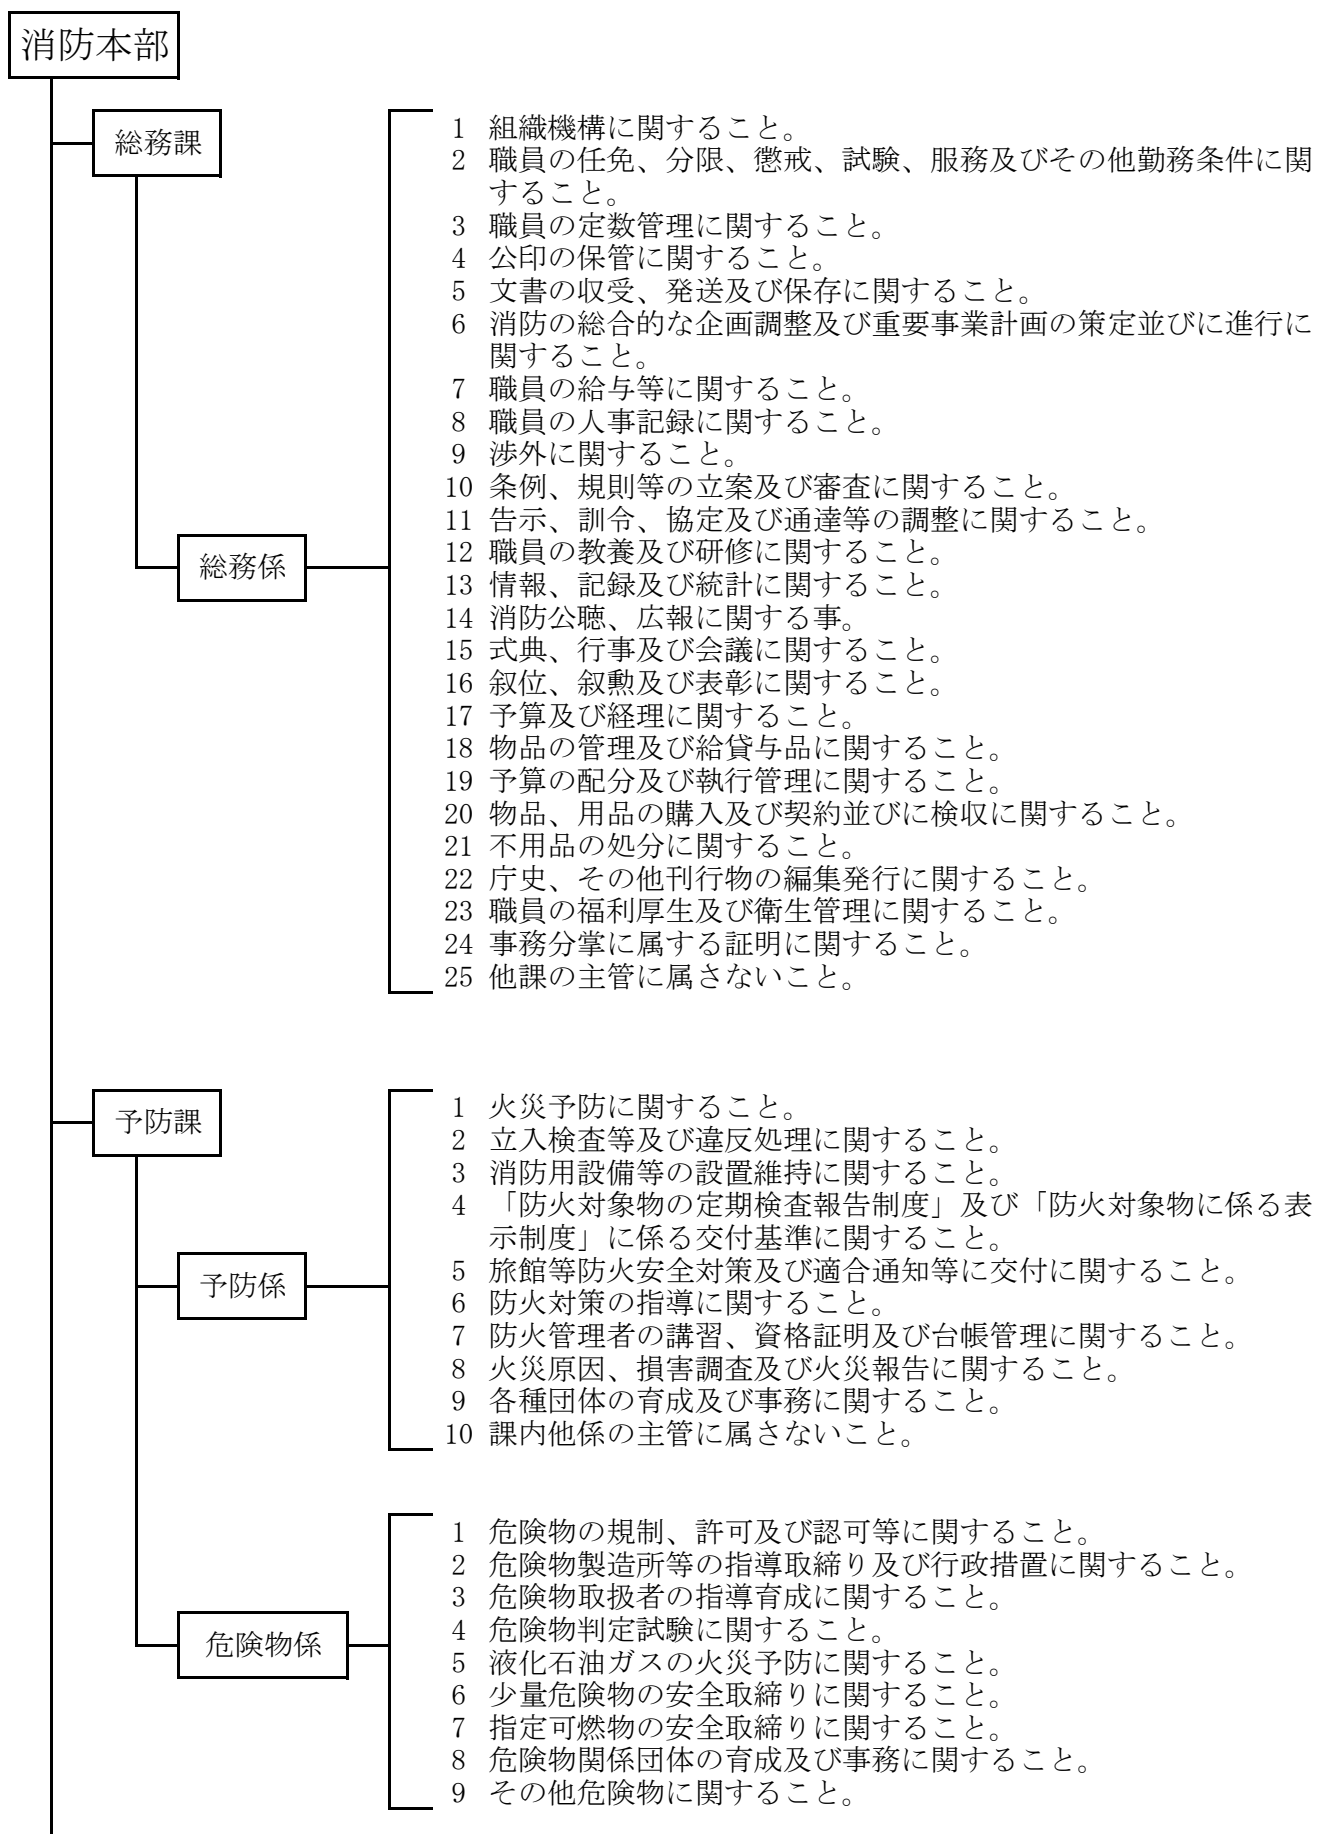 消防本部
総務課
総務係
1 組織機構に関すること。
2 職員の任免、分限、懲戒、試験、服務及びその他勤務条件に関
すること。
3 職員の定数管理に関すること。
4 公印の保管に関すること。
5 文書の収受、発送及び保存に関すること。
6 消防の総合的な企画調整及び重要事業計画の策定並びに進行に
関すること。
7 職員の給与等に関すること。
8 職員の人事記録に関すること。
9 渉外に関すること。
10 条例、規則等の立案及び審査に関すること。
11 告示、訓令、協定及び通達等の調整に関すること。
12 職員の教養及び研修に関すること。
13 情報、記録及び統計に関すること。
14 消防公聴、広報に関する事。
15 式典、行事及び会議に関すること。
16 叙位、叙勲及び表彰に関すること。
17 予算及び経理に関すること。
18 物品の管理及び給貸与品に関すること。
19 予算の配分及び執行管理に関すること。
20 物品、用品の購入及び契約並びに検収に関すること。
21 不用品の処分に関すること。
22 庁史、その他刊行物の編集発行に関すること。
23 職員の福利厚生及び衛生管理に関すること。
24 事務分掌に属する証明に関すること。
25 他課の主管に属さないこと。
予防課
予防係
1 火災予防に関すること。
2 立入検査等及び違反処理に関すること。
3 消防用設備等の設置維持に関すること。
4 「防火対象物の定期検査報告制度」及び「防火対象物に係る表
示制度」に係る交付基準に関すること。
5 旅館等防火安全対策及び適合通知等に交付に関すること。
6 防火対策の指導に関すること。
7 防火管理者の講習、資格証明及び台帳管理に関すること。
8 火災原因、損害調査及び火災報告に関すること。
9 各種団体の育成及び事務に関すること。
10 課内他係の主管に属さないこと。
危険物係
1 危険物の規制、許可及び認可等に関すること。
2 危険物製造所等の指導取締り及び行政措置に関すること。
3 危険物取扱者の指導育成に関すること。
4 危険物判定試験に関すること。
5 液化石油ガスの火災予防に関すること。
6 少量危険物の安全取締りに関すること。
7 指定可燃物の安全取締りに関すること。
8 危険物関係団体の育成及び事務に関すること。
9 その他危険物に関すること。